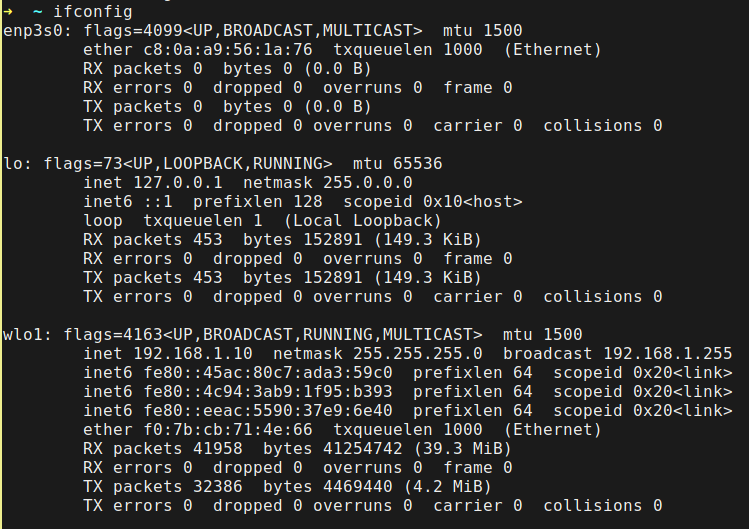 ➜  ~ ifconfig
enp3s0: flags=4099<UP,BROADCAST,MULTICAST>  mtu 1500
        ether c8:0a:a9:56:1a:76  txqueuelen 1000  (Ethernet)
        RX packets 0  bytes 0 (0.0 B)
        RX errors 0  dropped 0  overruns 0  frame 0
        TX packets 0  bytes 0 (0.0 B)
        TX errors 0  dropped 0 overruns 0  carrier 0  collisions 0

lo: flags=73<UP,LOOPBACK,RUNNING>  mtu 65536
        inet 127.0.0.1  netmask 255.0.0.0
        inet6 ::1  prefixlen 128  scopeid 0x10<host>
        loop  txqueuelen 1  (Local Loopback)
        RX packets 453  bytes 152891 (149.3 KiB)
        RX errors 0  dropped 0  overruns 0  frame 0
        TX packets 453  bytes 152891 (149.3 KiB)
        TX errors 0  dropped 0 overruns 0  carrier 0  collisions 0

wlo1: flags=4163<UP,BROADCAST,RUNNING,MULTICAST>  mtu 1500
        inet 192.168.1.10  netmask 255.255.255.0  broadcast 192.168.1.255
        inet6 fe80::45ac:80c7:ada3:59c0  prefixlen 64  scopeid 0x20<link>
        inet6 fe80::4c94:3ab9:1f95:b393  prefixlen 64  scopeid 0x20<link>
        inet6 fe80::eeac:5590:37e9:6e40  prefixlen 64  scopeid 0x20<link>
        ether f0:7b:cb:71:4e:66  txqueuelen 1000  (Ethernet)
        RX packets 41958  bytes 41254742 (39.3 MiB)
        RX errors 0  dropped 0  overruns 0  frame 0
        TX packets 32386  bytes 4469440 (4.2 MiB)
        TX errors 0  dropped 0 overruns 0  carrier 0  collisions 0